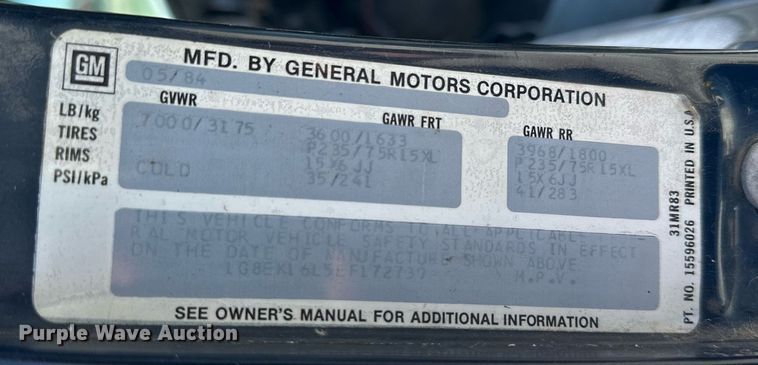 GM
MFD. BY GENERAL MOTORS CORPORATION
05/84
GVWR GAWR FRT GAWR RR
LB/kg 7000/3175 3600/1633 3968/1800
TIRES P235/75R15XL P235/75R15XL
RIMS 15X6JJ 15X6JJ
PSI/kPa COLD 35/241 41/283
THIS VEHICLE CONFORMS ALL APPLICABLE
RAL MOTOR VEHICLE SAFETY STANDARDS IN EFFECT
ON THE DATE OF MANUFACTURE SHOWN ABOVE.
M.P.V.
SEE OWNER'S MANUAL FOR ADDITIONAL INFORMATION
PT. NO. 15596026 PRINTED IN U.S.A
31MR83
Purple Wave Auction